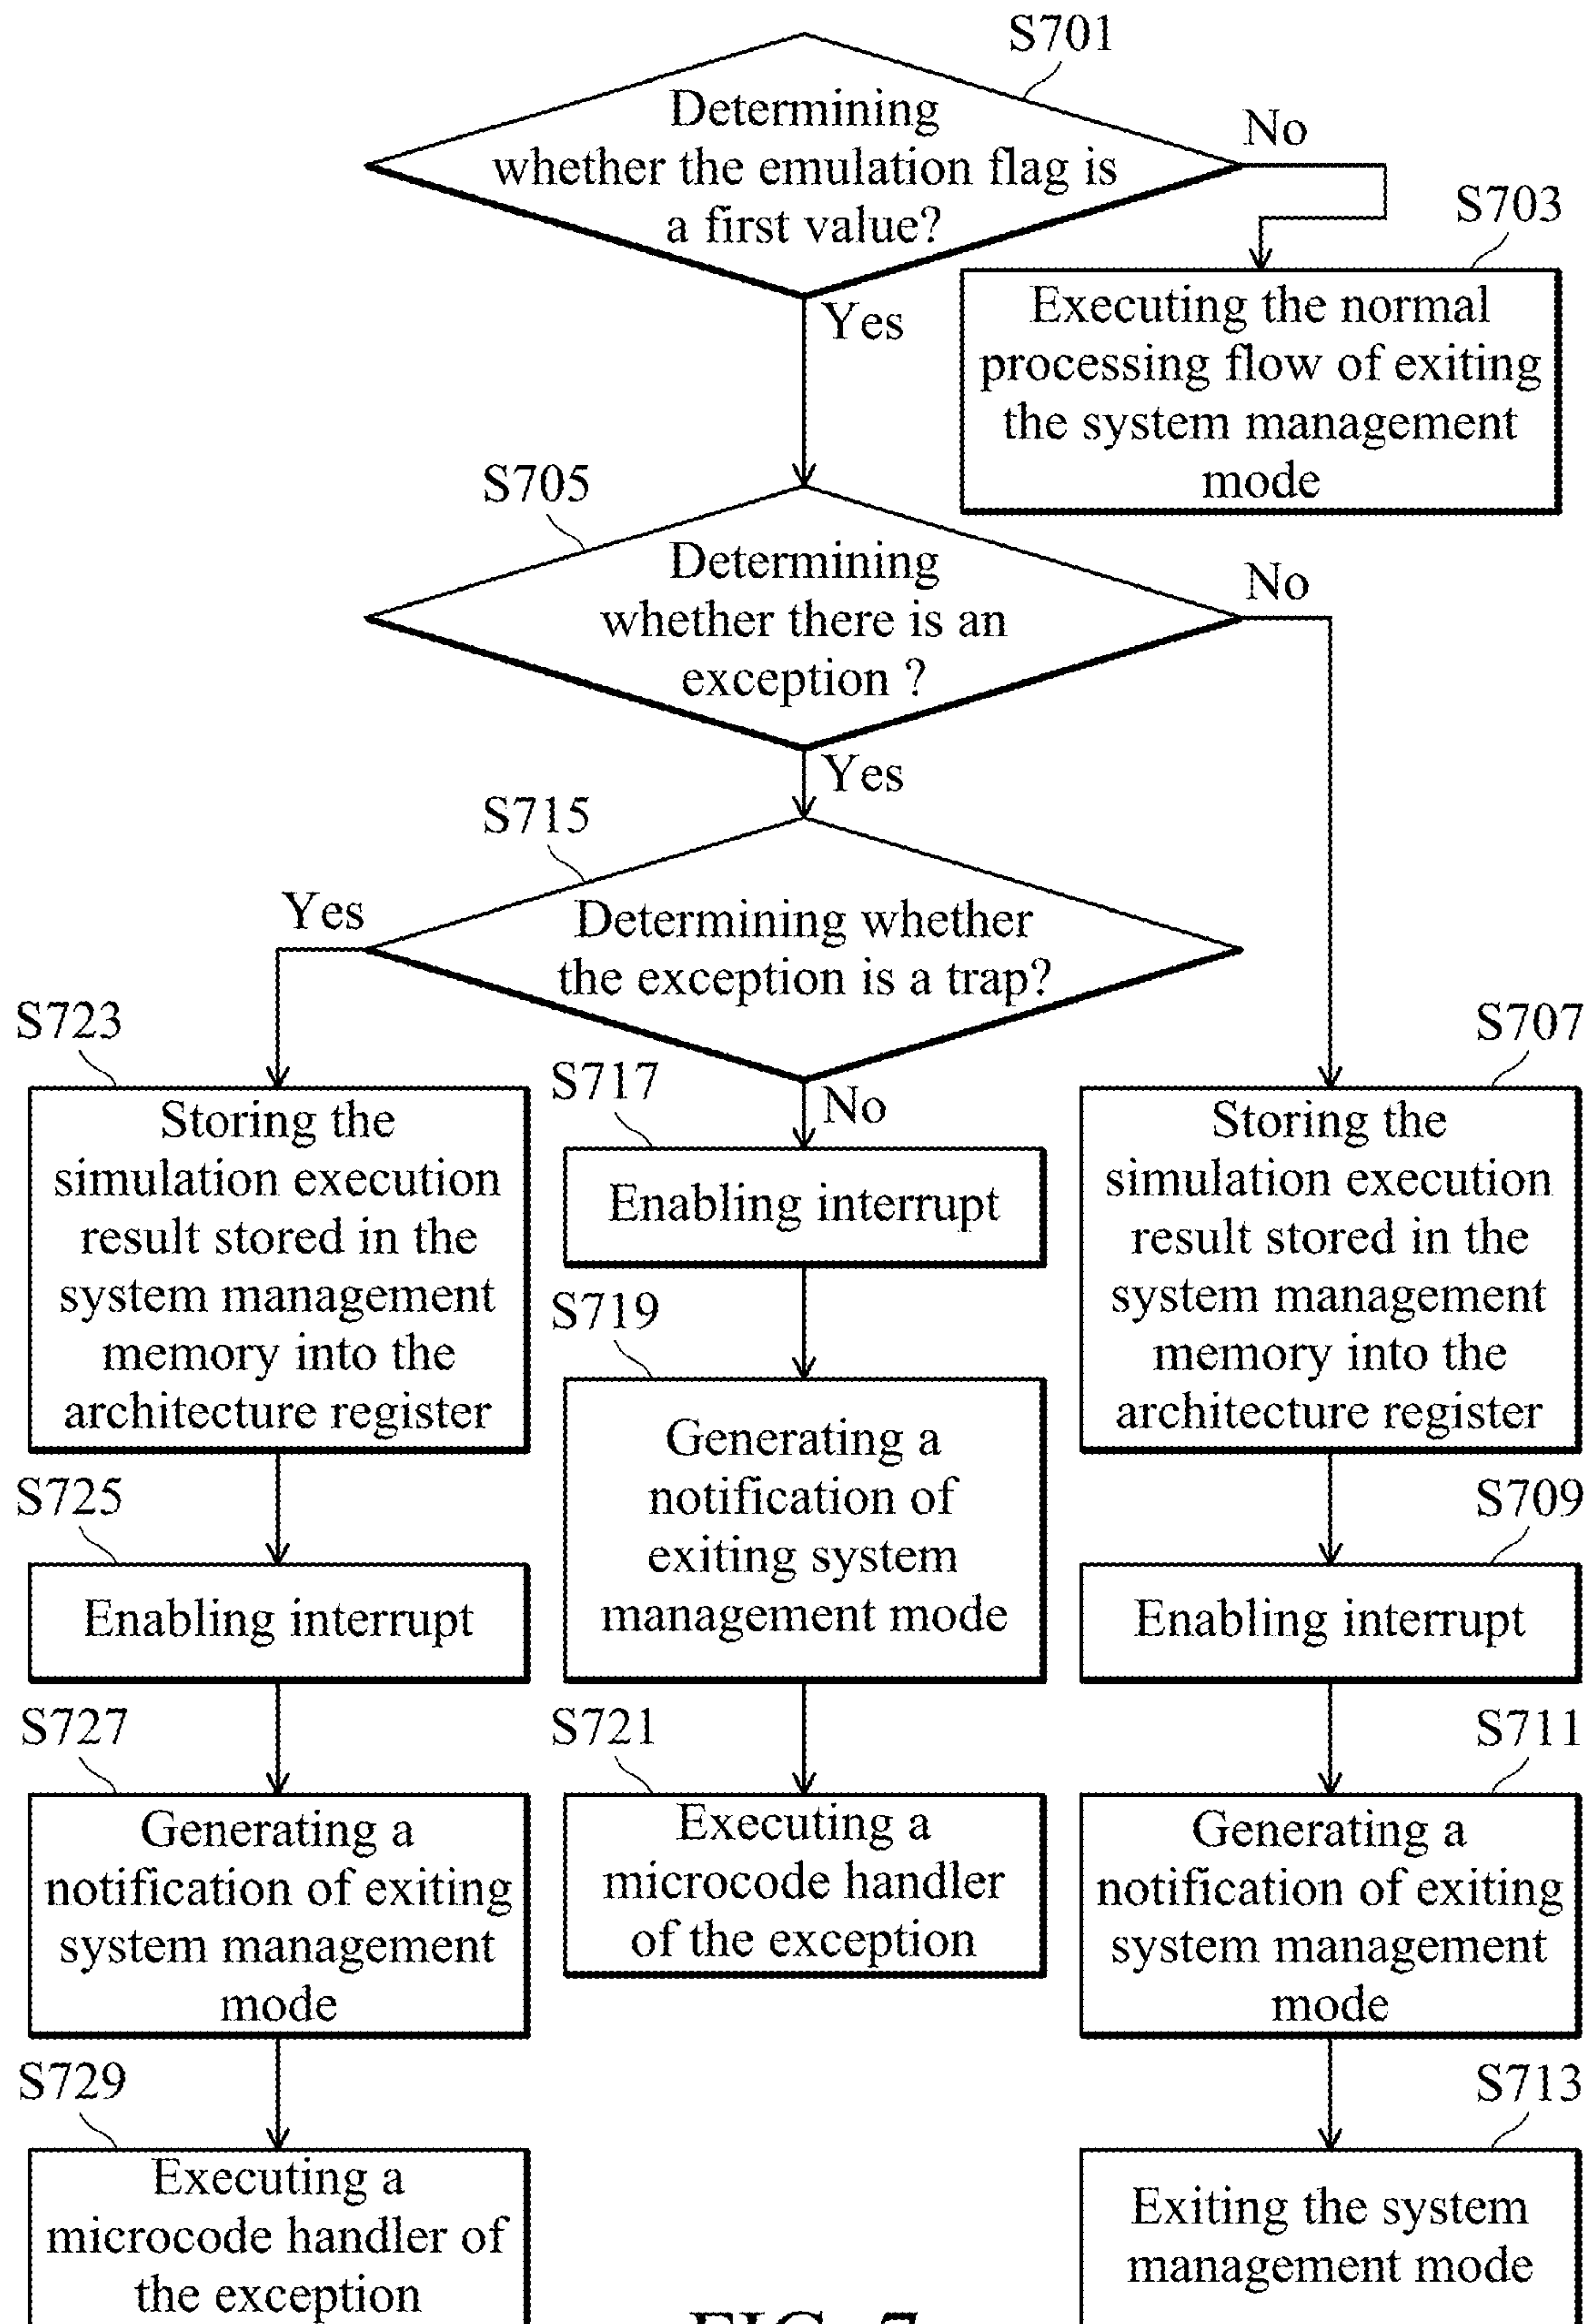 S701
Determining
whether the emulation flag is
a first value?
No
Yes
S703
Executing the normal
processing flow of exiting
the system management
mode
S705
Determining
whether there is an
exception ?
No
Yes
S715
Determining whether
the exception is a trap?
Yes
No
S723
Storing the
simulation execution
result stored in the
system management
memory into the
architecture register
S717
Enabling interrupt
S707
Storing the
simulation execution
result stored in the
system management
memory into the
architecture register
S719
Generating a
notification of
exiting system
management mode
S725
Enabling interrupt
S709
Enabling interrupt
S727
Generating a
notification of exiting
system management
mode
S721
Executing a
microcode handler
of the exception
S711
Generating a
notification of exiting
system management
mode
S729
Executing a
microcode handler of
the exception
S713
Exiting the system
management mode
FIG. 7